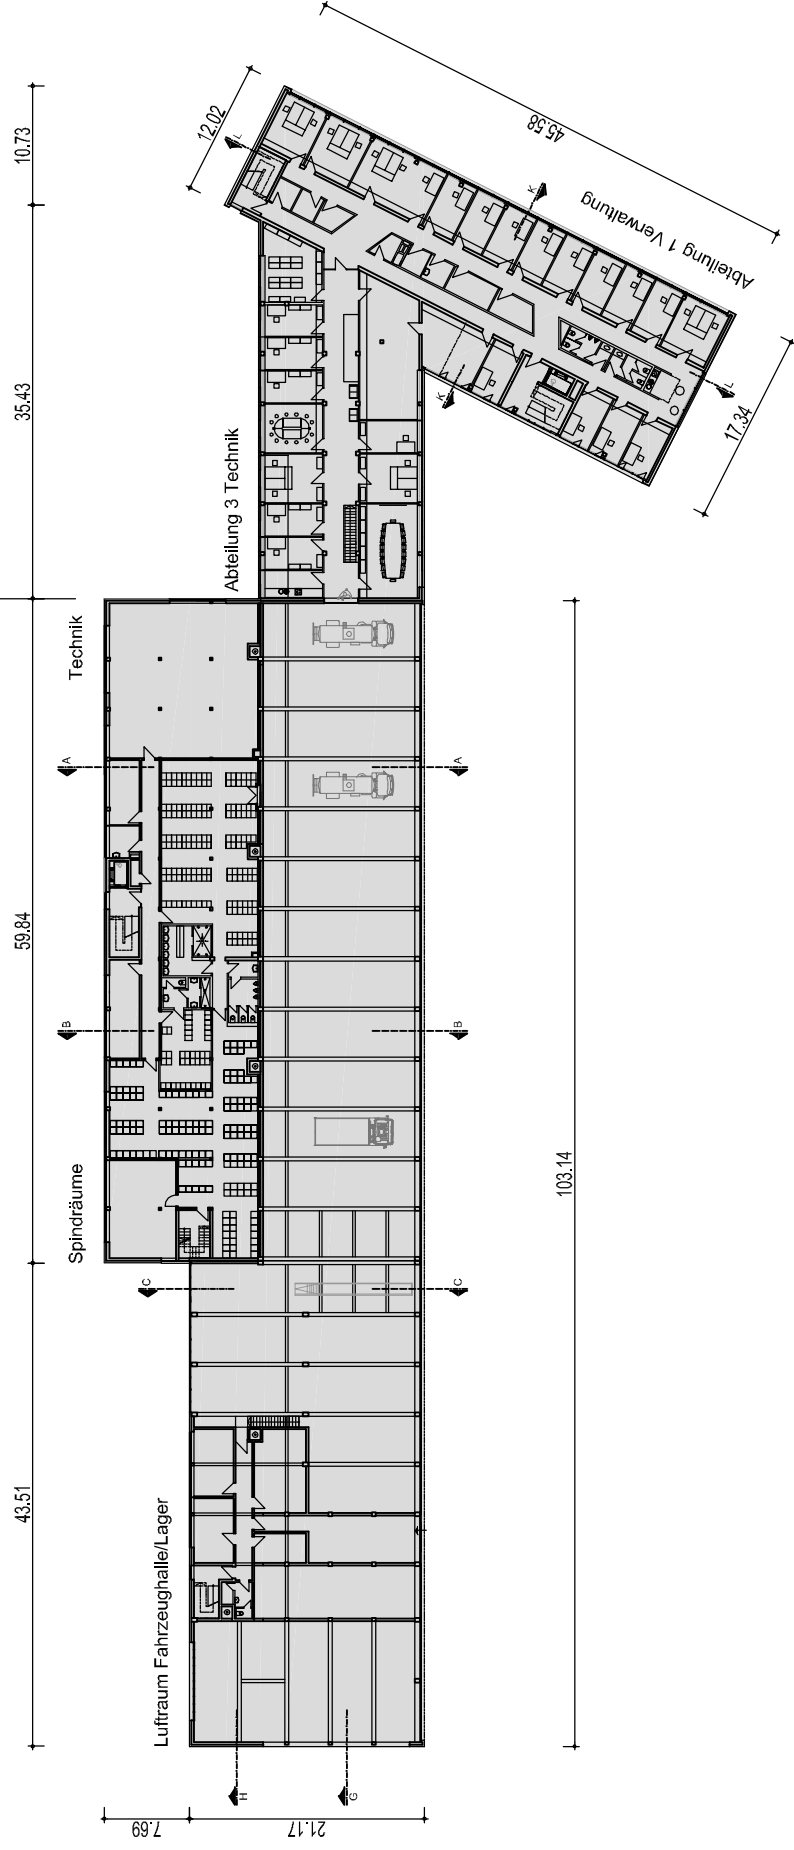 45.58
12.02
10.73
L
K
Abteilung 1 Verwaltung
35.43
K
L
17.34
Abteilung 3 Technik
Technik
A
A
59.84
B
B
Spindräume
103.14
C
C
43.51
Luftraum Fahrzeughalle/Lager
H
G
7.69
21.17